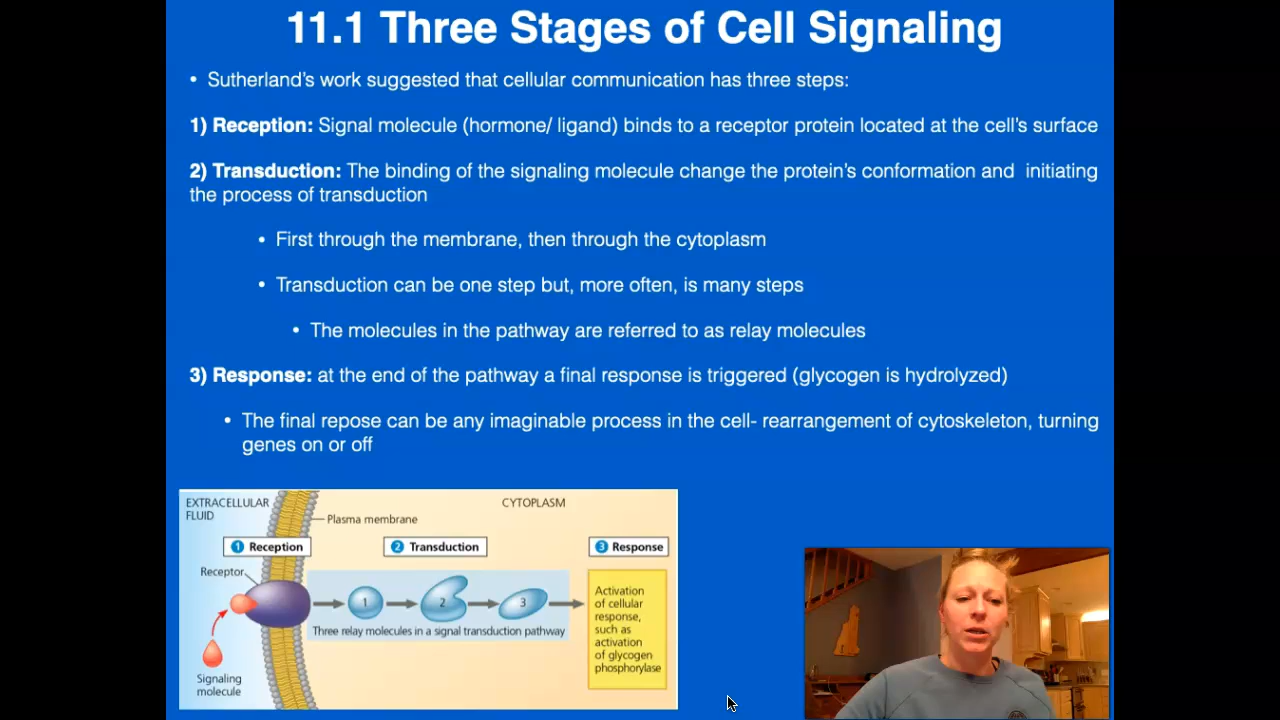 11.1 Three Stages of Cell Signaling
• Sutherland's work suggested that cellular communication has three steps:
1) Reception: Signal molecule (hormone/ ligand) binds to a receptor protein located at the cell's surface
2) Transduction: The binding of the signaling molecule change the protein's conformation and  initiating
the process of transduction
• First through the membrane, then through the cytoplasm
• Transduction can be one step but, more often, is many steps
• The molecules in the pathway are referred to as relay molecules
3) Response: at the end of the pathway a final response is triggered (glycogen is hydrolyzed)
• The final repose can be any imaginable process in the cell- rearrangement of cytoskeleton, turning
genes on or off
EXTRACELLULAR
FLUID
CYTOPLASM
Plasma membrane
1 Reception
2 Transduction
3 Response
Receptor
1
2
3
Three relay molecules in a signal transduction pathway
Activation
of cellular
response,
such as
activation
of glycogen
phosphorylase
Signaling
molecule